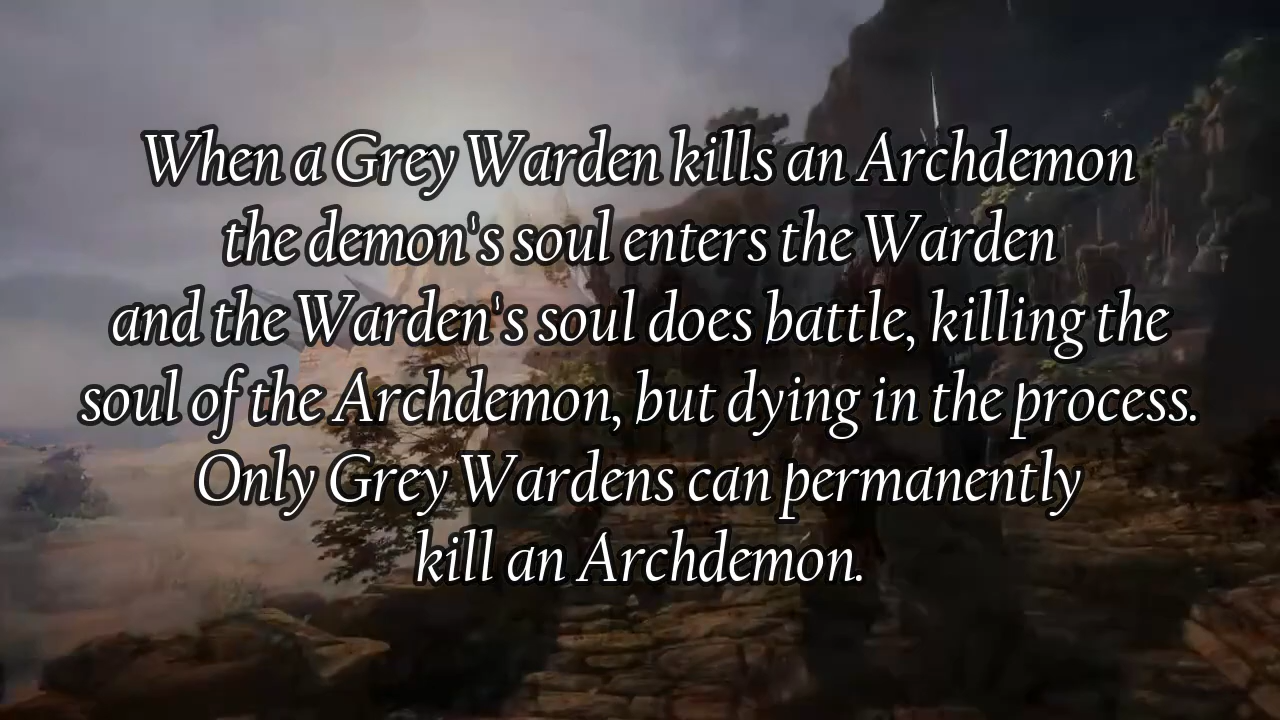 When a Grey Warden kills an Archdemon
the demon's soul enters the Warden
and the Warden's soul does battle, killing the
soul of the Archdemon, but dying in the process.
Only Grey Wardens can permanently
kill an Archdemon.